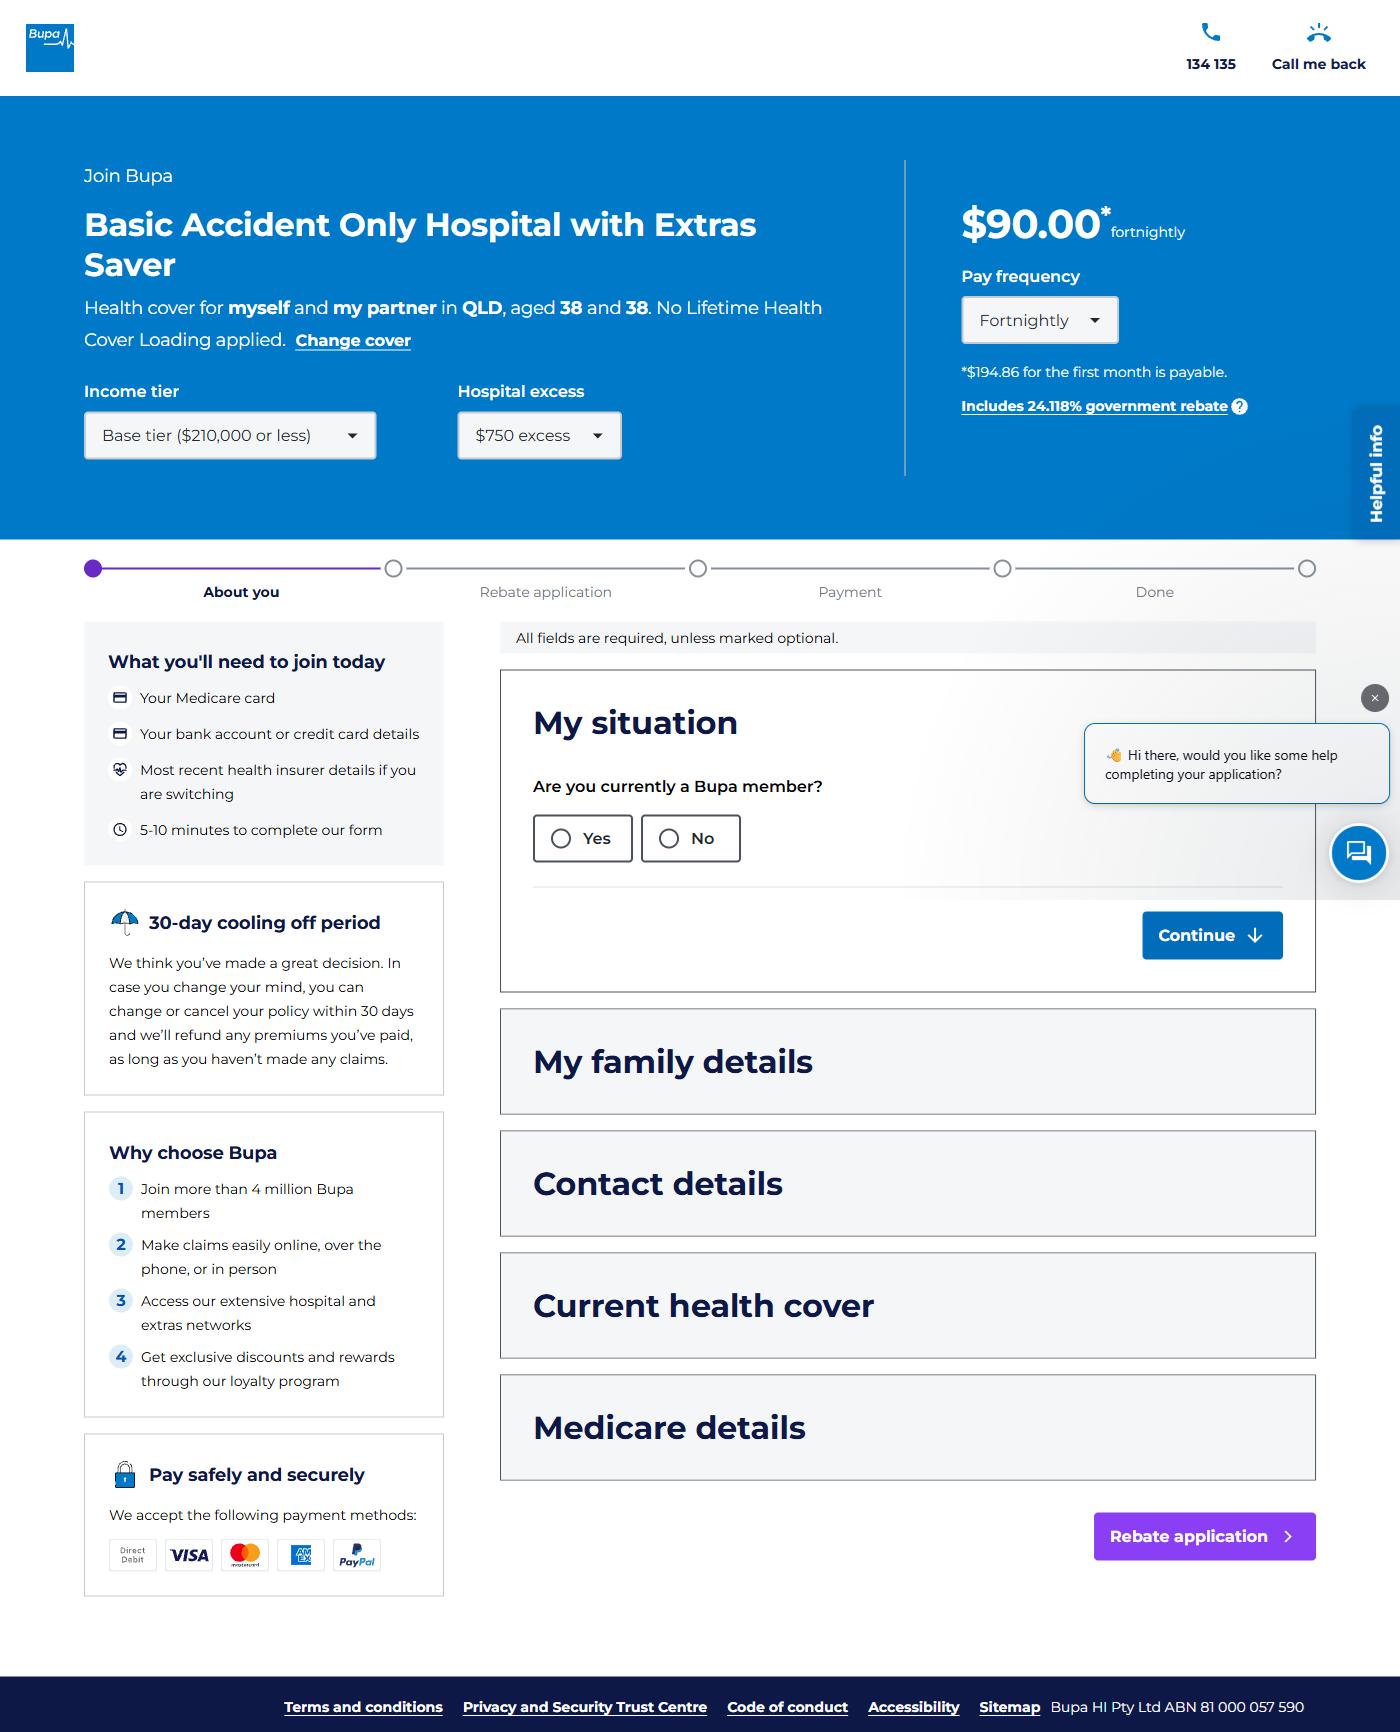 Bupa
134 135
Call me back
Join Bupa
Basic Accident Only Hospital with Extras
Saver
Health cover for myself and my partner in QLD, aged 38 and 38. No Lifetime Health
Cover Loading applied. Change cover
Income tier
Base tier ($210,000 or less)
Hospital excess
$750 excess
$90.00* fortnightly
Pay frequency
Fortnightly
*$194.86 for the first month is payable.
Includes 24.118% government rebate ?
Helpful info
About you
Rebate application
Payment
Done
What you'll need to join today
Your Medicare card
Your bank account or credit card details
Most recent health insurer details if you
are switching
5-10 minutes to complete our form
30-day cooling off period
We think you’ve made a great decision. In
case you change your mind, you can
change or cancel your policy within 30 days
and we’ll refund any premiums you’ve paid,
as long as you haven’t made any claims.
Why choose Bupa
1 Join more than 4 million Bupa
members
2 Make claims easily online, over the
phone, or in person
3 Access our extensive hospital and
extras networks
4 Get exclusive discounts and rewards
through our loyalty program
Pay safely and securely
We accept the following payment methods:
Direct
Debit
VISA
mastercard
AM
EX
PayPal
All fields are required, unless marked optional.
My situation
Are you currently a Bupa member?
Yes
No
Continue
👋 Hi there, would you like some help
completing your application?
My family details
Contact details
Current health cover
Medicare details
Rebate application
Terms and conditions Privacy and Security Trust Centre Code of conduct Accessibility Sitemap Bupa HI Pty Ltd ABN 81 000 057 590